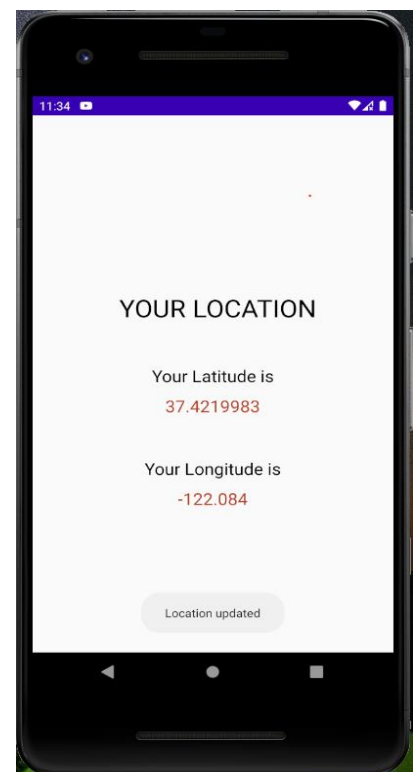 11:34
YOUR LOCATION
Your Latitude is
37.4219983
Your Longitude is
-122.084
Location updated